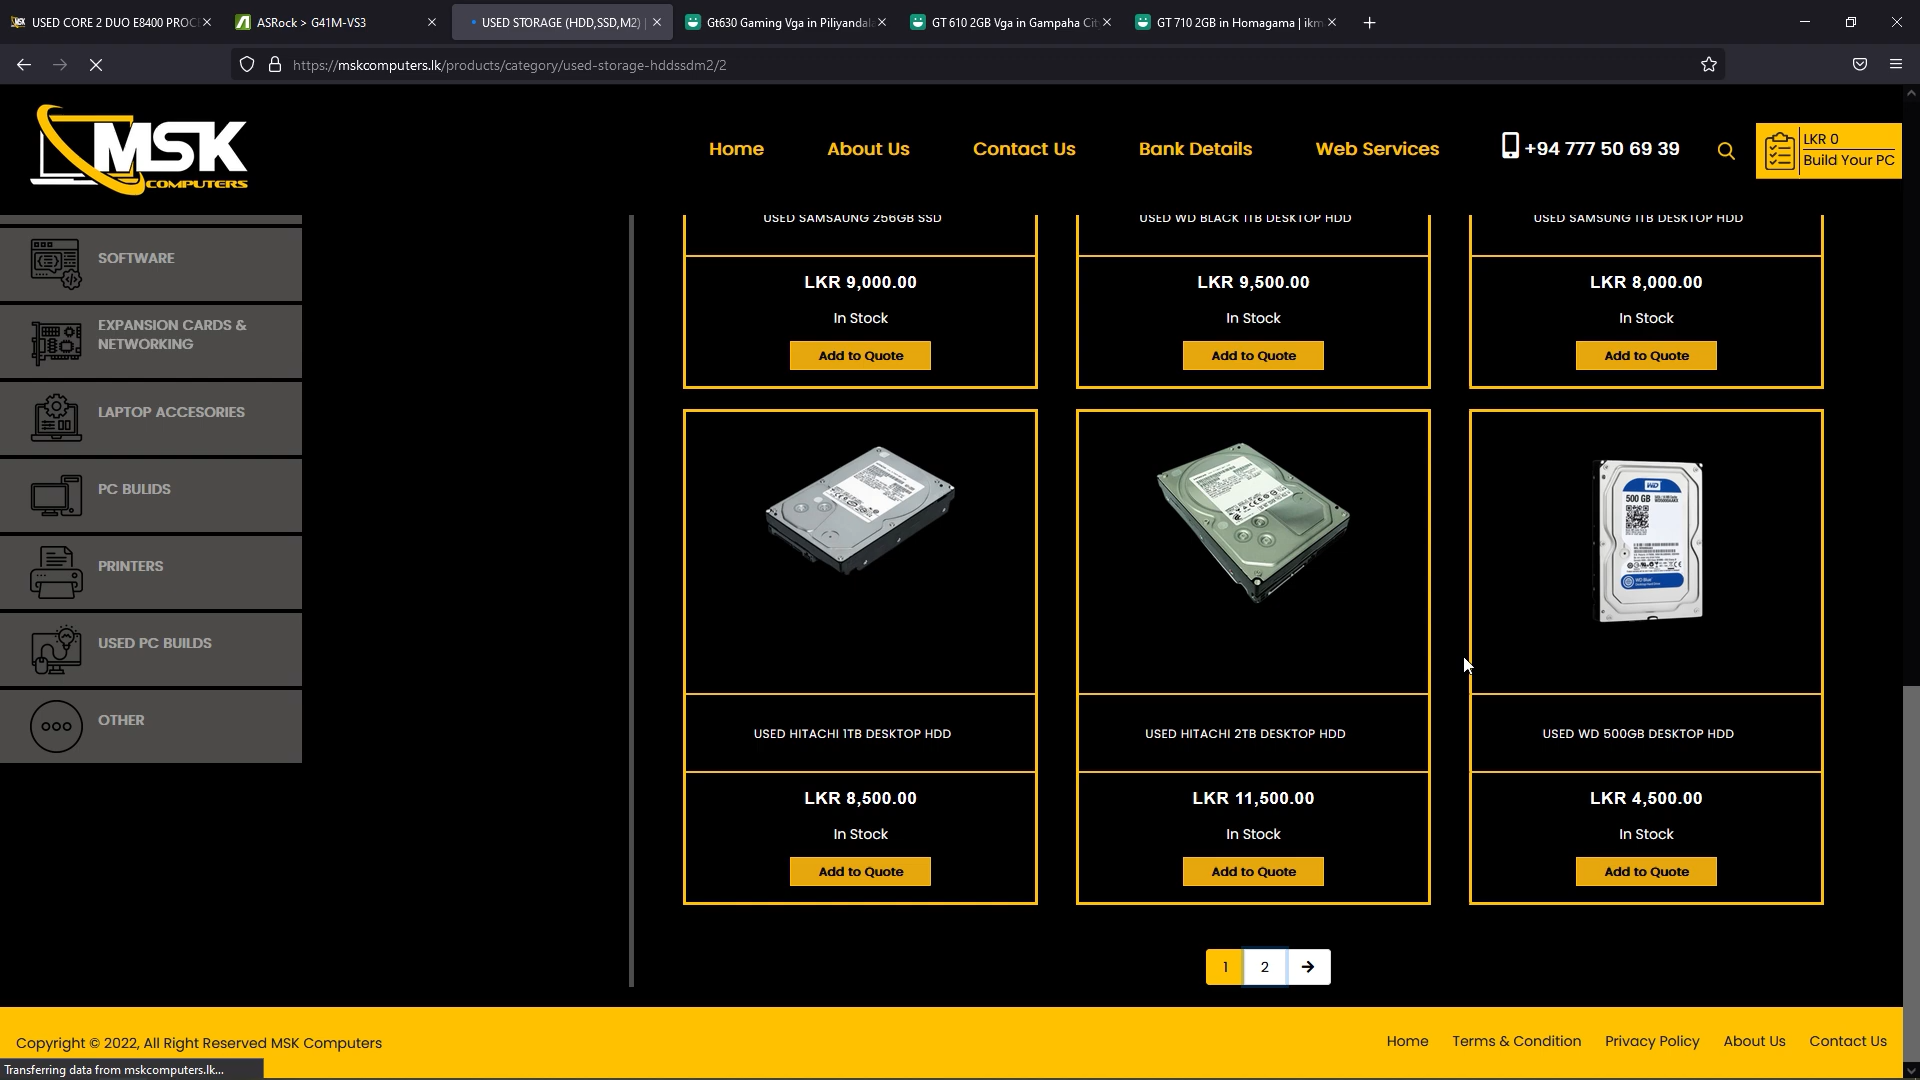 USED CORE 2 DUO E8400 PROC
ASRock > G41M-VS3
USED STORAGE (HDD,SSD,M2) |
Gt630 Gaming Vga in Piliyandal
GT 610 2GB Vga in Gampaha Cit
GT 710 2GB in Homagama | ikm
https://mskcomputers.lk/products/category/used-storage-hddssdm2/2
MSK
COMPUTERS
Home
About Us
Contact Us
Bank Details
Web Services
+94 777 50 69 39
LKR 0
Build Your PC
SOFTWARE
EXPANSION CARDS &
NETWORKING
LAPTOP ACCESORIES
PC BULIDS
PRINTERS
USED PC BUILDS
OTHER
USED SAMSAUNG 256GB SSD
LKR 9,000.00
In Stock
Add to Quote
USED WD BLACK 1TB DESKTOP HDD
LKR 9,500.00
In Stock
Add to Quote
USED SAMSUNG 1TB DESKTOP HDD
LKR 8,000.00
In Stock
Add to Quote
USED HITACHI 1TB DESKTOP HDD
LKR 8,500.00
In Stock
Add to Quote
USED HITACHI 2TB DESKTOP HDD
LKR 11,500.00
In Stock
Add to Quote
WD
500 GB
WD Blue
USED WD 500GB DESKTOP HDD
LKR 4,500.00
In Stock
Add to Quote
1
2
Copyright © 2022, All Right Reserved MSK Computers
Home
Terms & Condition
Privacy Policy
About Us
Contact Us
Transferring data from mskcomputers.lk...